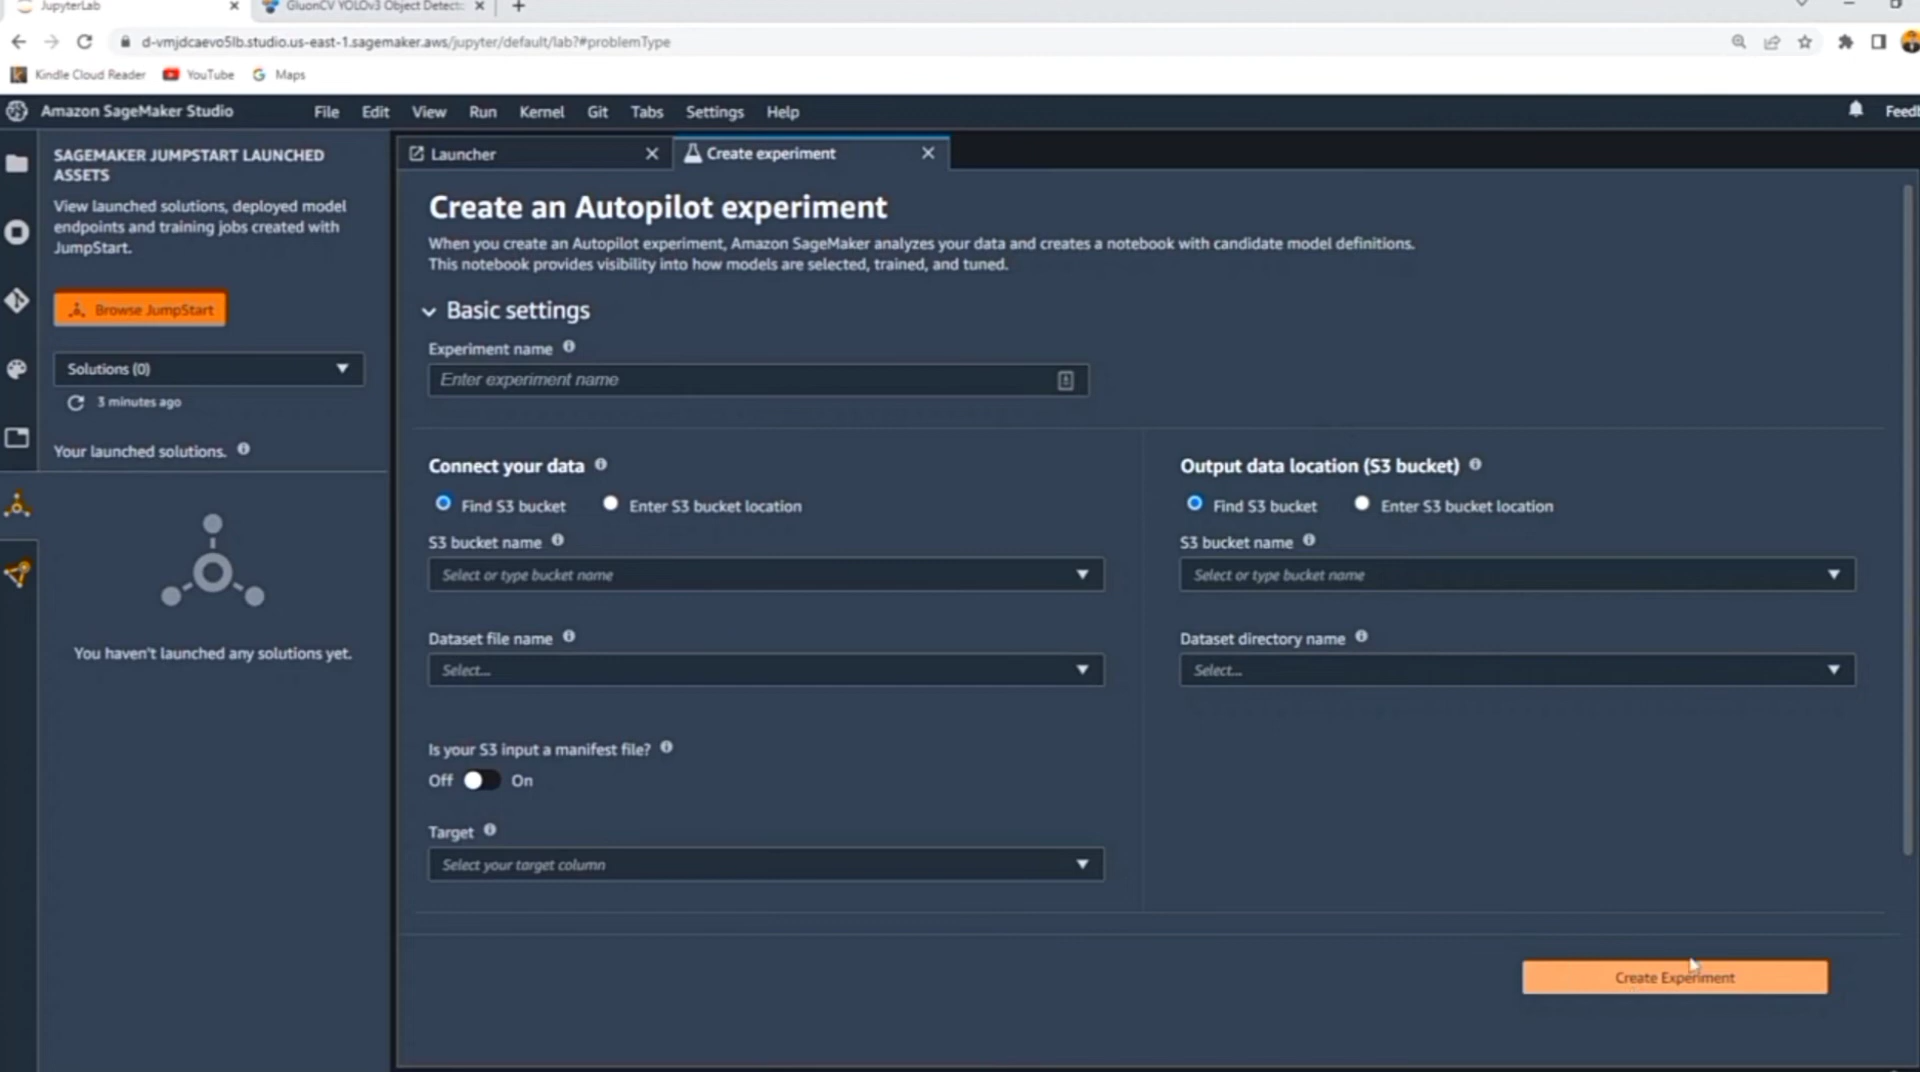 JupyterLab
GluonCV YOLOv3 Object Detect
d-vmjdcaevo5lb.studio.us-east-1.sagemaker.aws/jupyter/default/lab?#problemType
Kindle Cloud Reader YouTube Maps
Amazon SageMaker Studio File Edit View Run Kernel Git Tabs Settings Help Feedb
SAGEMAKER JUMPSTART LAUNCHED
ASSETS
View launched solutions, deployed model
endpoints and training jobs created with
JumpStart.
Browse JumpStart
Solutions (0)
3 minutes ago
Your launched solutions.
You haven't launched any solutions yet.
Launcher
Create experiment
Create an Autopilot experiment
When you create an Autopilot experiment, Amazon SageMaker analyzes your data and creates a notebook with candidate model definitions.
This notebook provides visibility into how models are selected, trained, and tuned.
Basic settings
Experiment name
Enter experiment name
Connect your data
Find S3 bucket Enter S3 bucket location
S3 bucket name
Select or type bucket name
Dataset file name
Select...
Is your S3 input a manifest file?
Off On
Target
Select your target column
Output data location (S3 bucket)
Find S3 bucket Enter S3 bucket location
S3 bucket name
Select or type bucket name
Dataset directory name
Select...
Create Experiment